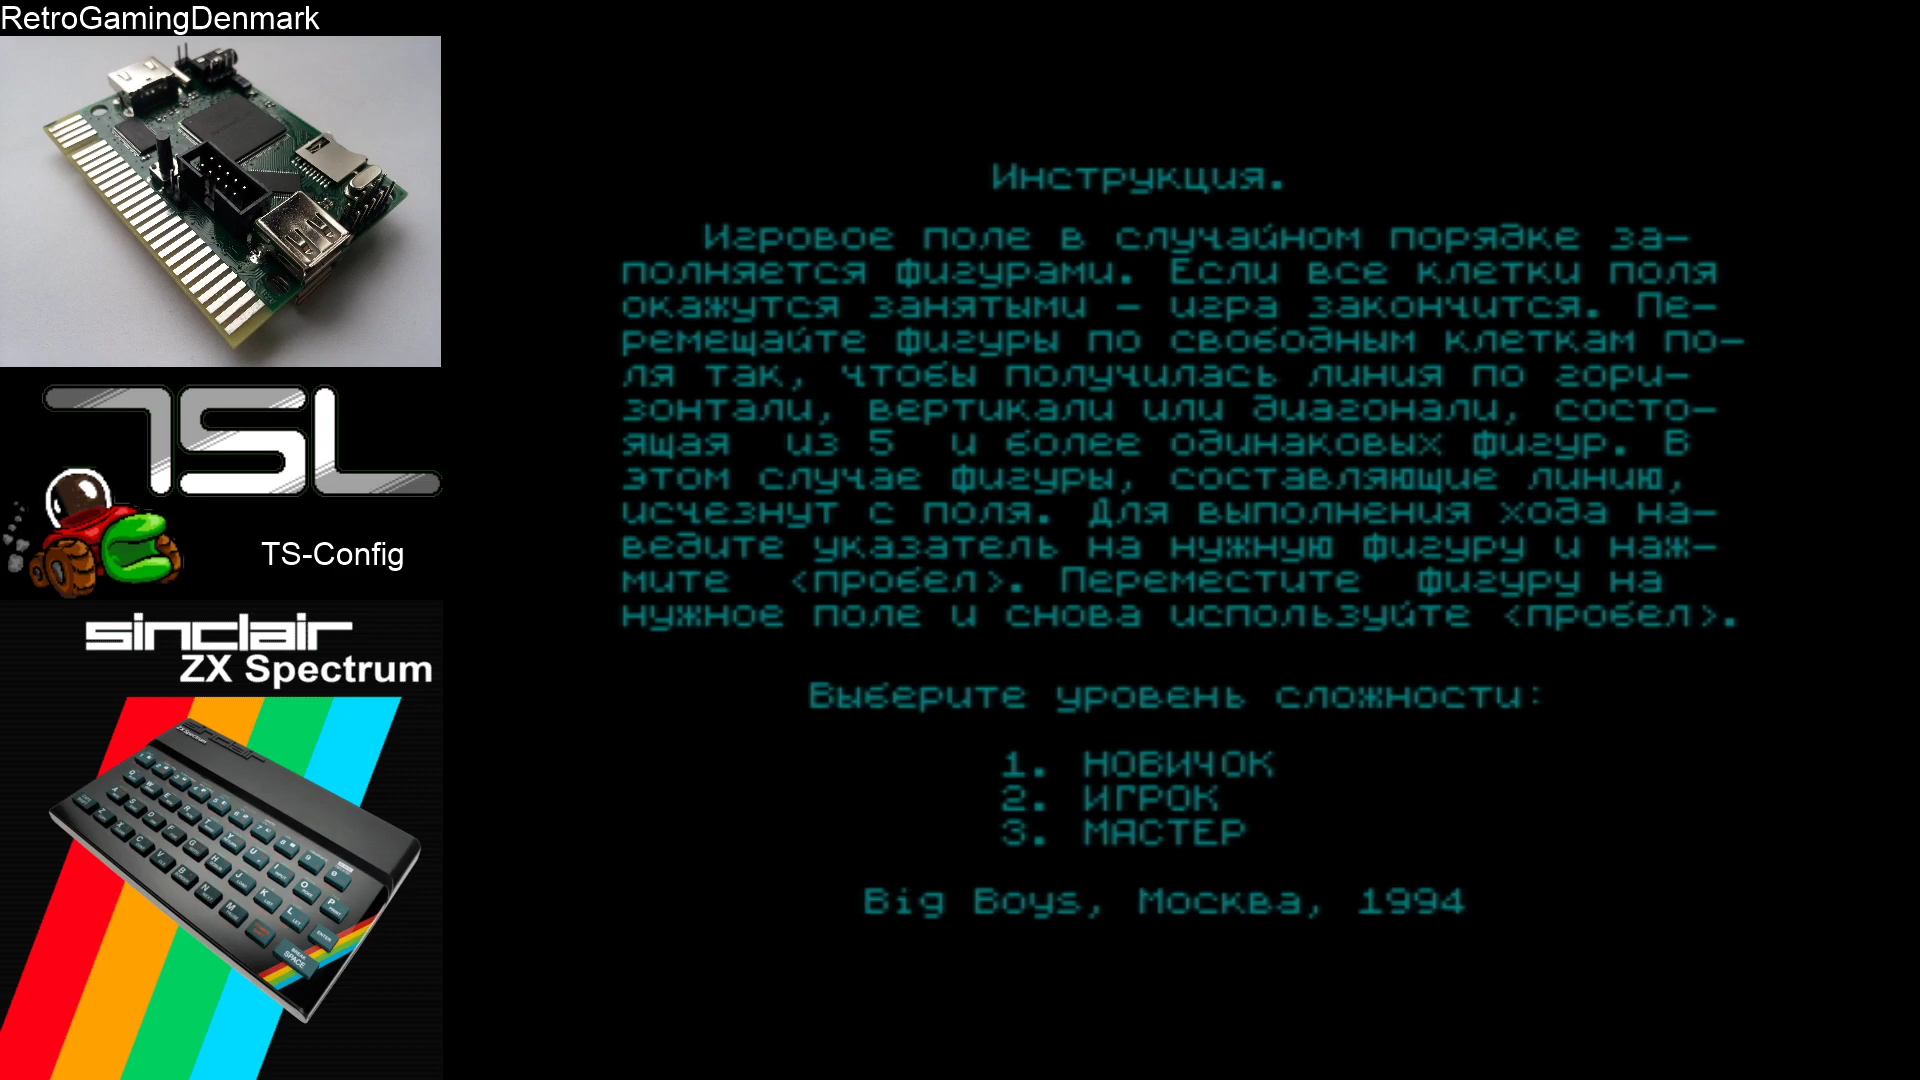 RetroGamingDenmark
TSL
TS-Config
sinclair
ZX Spectrum
Инструкция.
Игровое поле в случайном порядке за-
полняется фигурами. Если все клетки поля
окажутся занятыми - игра закончится. Пе-
ремещайте фигуры по свободным клеткам по-
ля так, чтобы получилась линия по гори-
зонтали, вертикали или диагонали, состо-
ящая из 5 и более одинаковых фигур. В
этом случае фигуры, составляющие линию,
исчезнут с поля. Для выполнения хода на-
ведите указатель на нужную фигуру и наж-
мите <пробел>. Переместите фигуру на
нужное поле и снова используйте <пробел>.
Выберите уровень сложности:
1. НОВИЧОК
2. ИГРОК
3. МАСТЕР
Big Boys, Москва, 1994